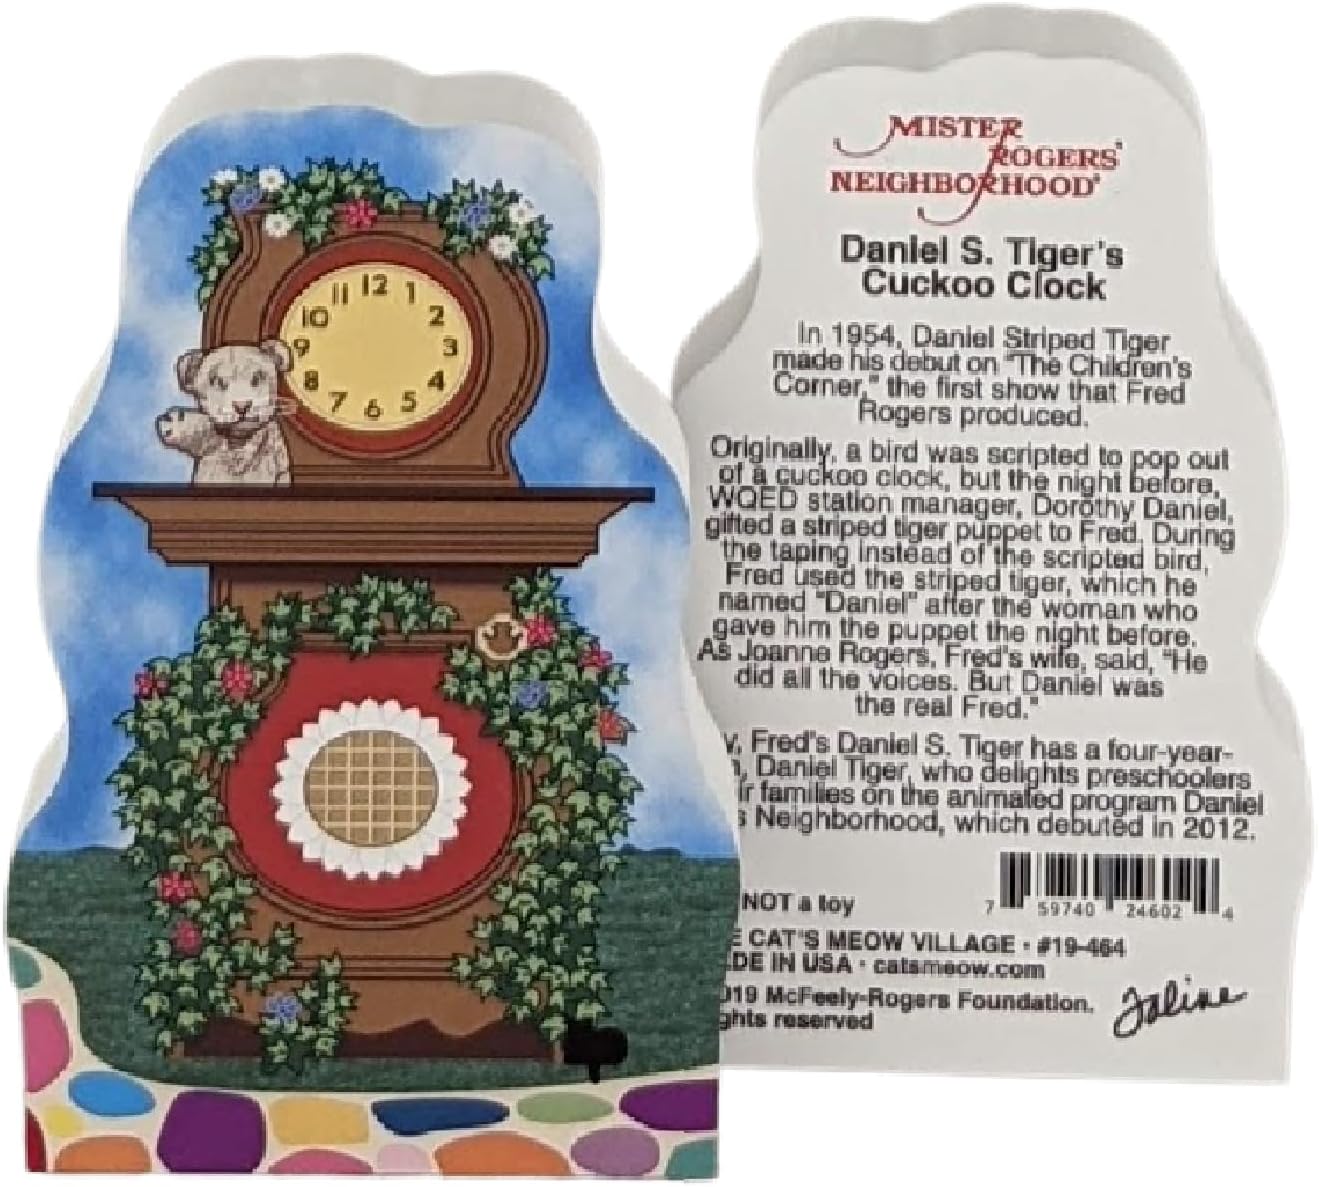 12
11
1
10
2
9
3
8
4
7
6
5
MISTER
ROGERS'
NEIGHBORHOOD®
Daniel S. Tiger's
Cuckoo Clock
In 1954, Daniel Striped Tiger
made his debut on "The Children's
Corner," the first show that Fred
Rogers produced.
Originally, a bird was scripted to pop out
of a cuckoo clock, but the night before,
WQED station manager, Dorothy Daniel,
gifted a striped tiger puppet to Fred. During
the taping instead of the scripted bird,
Fred used the striped tiger, which he
named "Daniel" after the woman who
gave him the puppet the night before.
As Joanne Rogers, Fred's wife, said, "He
did all the voices. But Daniel was
the real Fred."
Fred's Daniel S. Tiger has a four-year-
Daniel Tiger, who delights preschoolers
families on the animated program Daniel
Neighborhood, which debuted in 2012.
NOT a toy
7 59740 24602 4
CAT'S MEOW VILLAGE · #19-464
IN USA · catsmeow.com
McFeely-Rogers Foundation.
reserved
Faline